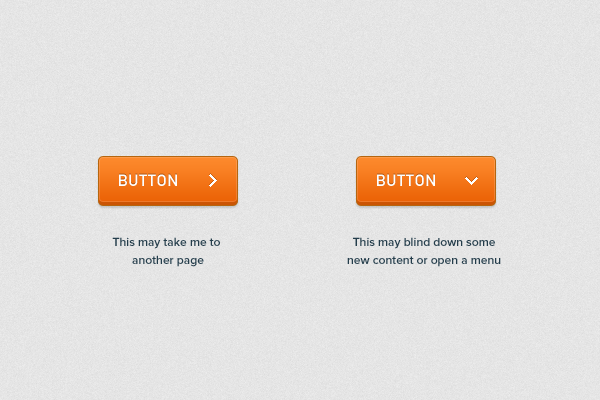 BUTTON
This may take me to
another page
BUTTON
This may blind down some
new content or open a menu